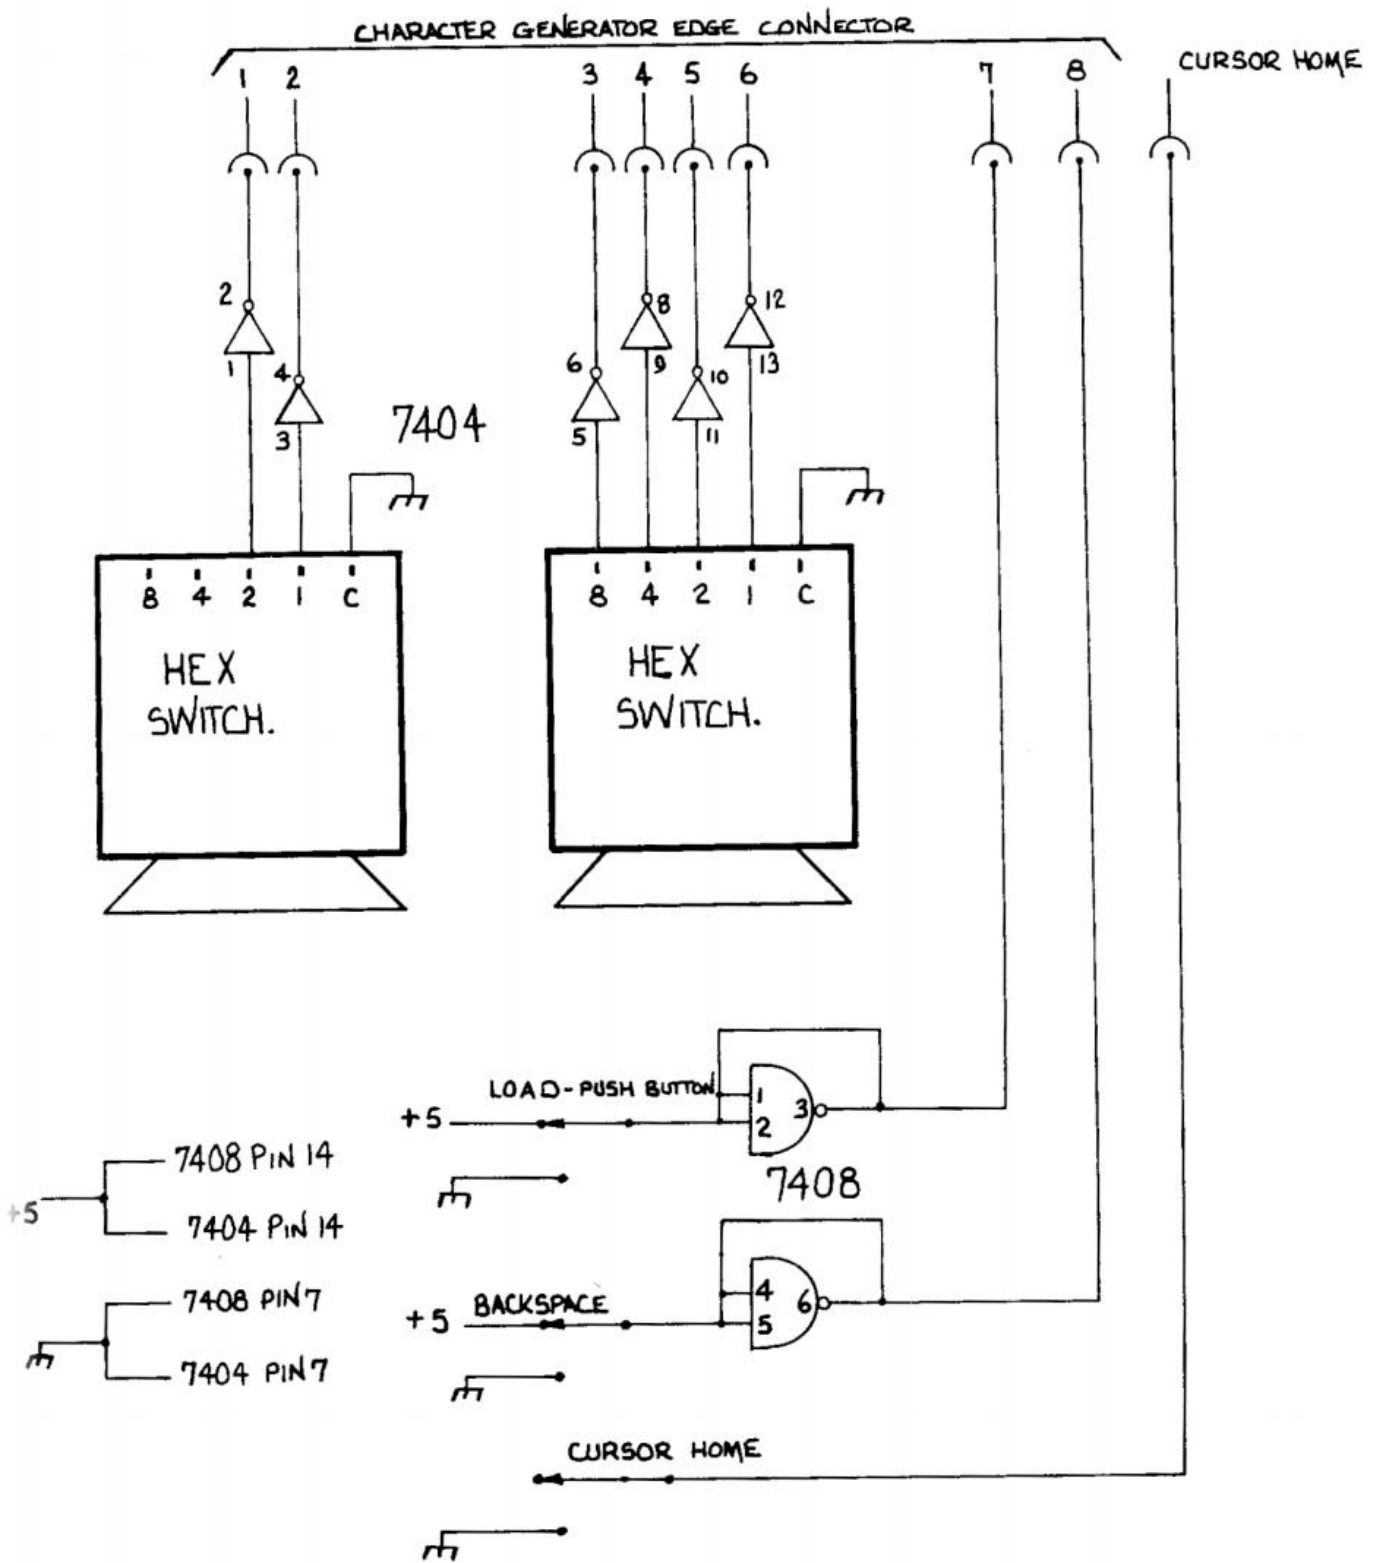 CHARACTER GENERATOR EDGE CONNECTOR
1 2 3 4 5 6 7 8 CURSOR HOME
2 8 12
1 4 6 9 10 13
3 7404 5 11
8 4 2 1 C 8 4 2 1 C
HEX
SWITCH.
HEX
SWITCH.
LOAD-PUSH BUTTON
+5 1 2 3
7408
7408 PIN 14
+5
7404 PIN 14
7408 PIN 7
7404 PIN 7
BACKSPACE
+5 4 5 6
CURSOR HOME